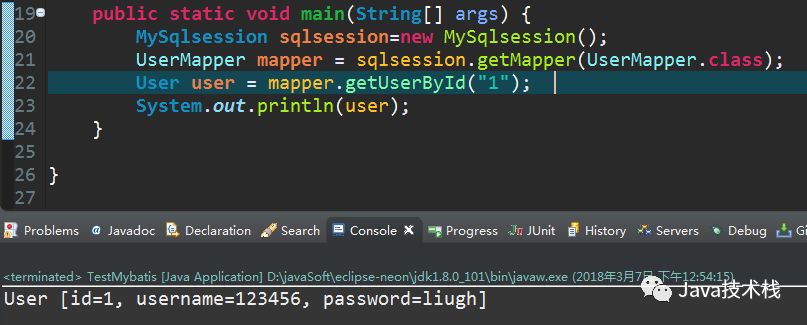 19 public static void main(String[] args) {
20 MySqlsession sqlsession=new MySqlsession();
21 UserMapper mapper = sqlsession.getMapper(UserMapper.class);
22 User user = mapper.getUserById("1");
23 System.out.println(user);
24 }
25
26 }
27
Problems @ Javadoc Declaration Search Console Progress JUnit History Servers Debug Gi
<terminated> TestMybatis [Java Application] D:\javaSoft\eclipse-neon\jdk1.8.0_101\bin\javaw.exe (2018年3月7日 下午12:54:15)
User [id=1, username=123456, password=liugh]
Java技术栈